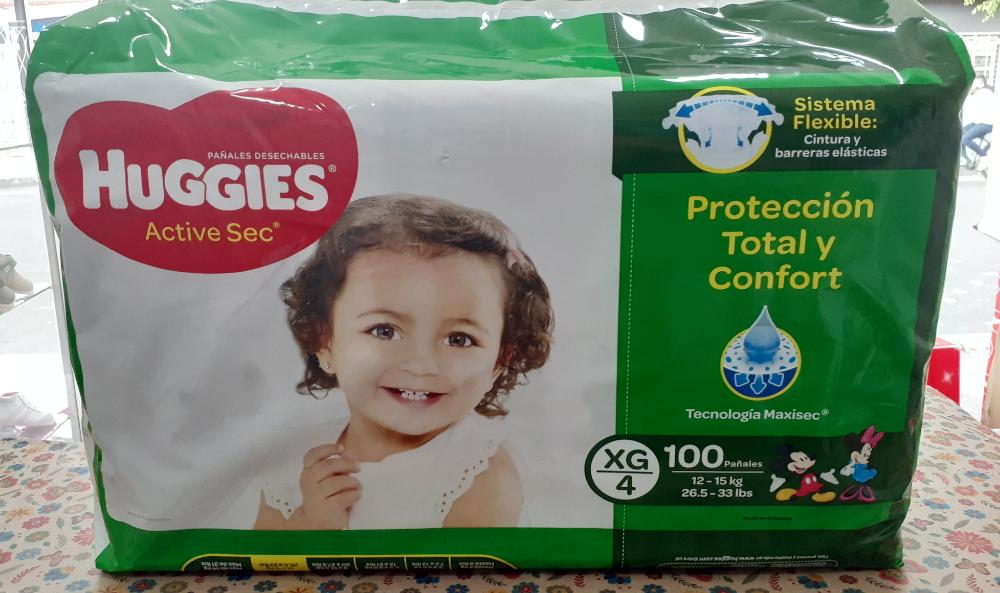 PAÑALES DESECHABLES
HUGGIES®
Active Sec®
Sistema
Flexible:
Cintura y
barreras elásticas
Protección
Total y
Confort
Tecnología Maxisec®
XG
4
100 Pañales
12 - 15 kg
26.5 - 33 lbs